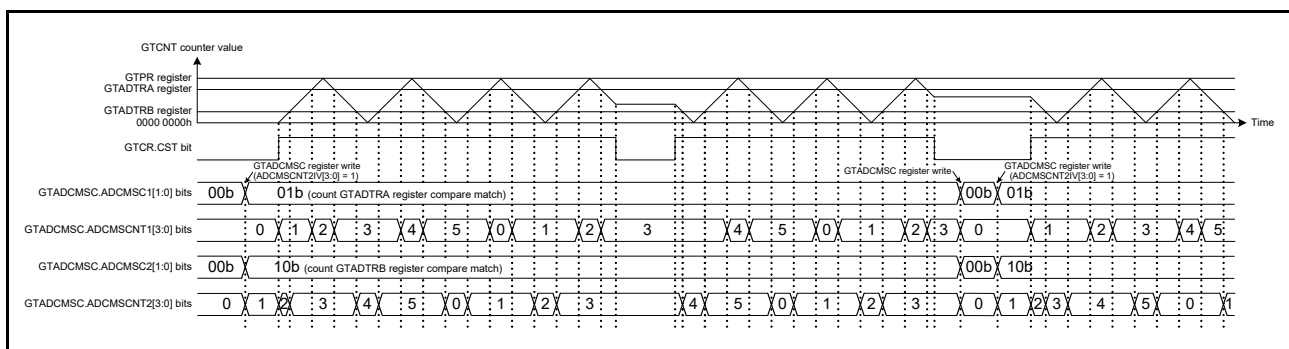 GTCNT counter value
GTPR register
GTADTRA register
GTADTRB register
0000 0000h
Time
GTCR.CST bit
GTADCMSC register write
(ADCMSCNT2IV[3:0] = 1)
GTADCMSC register write
GTADCMSC register write
(ADCMSCNT2IV[3:0] = 1)
GTADCMSC.ADCMSC1[1:0] bits 00b 01b (count GTADTRA register compare match) 00b 01b
GTADCMSC.ADCMSCNT1[3:0] bits 0 1 2 3 4 5 0 1 2 3 4 5 0 1 2 3 0 1 2 3 4 5
GTADCMSC.ADCMSC2[1:0] bits 00b 10b (count GTADTRB register compare match) 00b 10b
GTADCMSC.ADCMSCNT2[3:0] bits 0 1 2 3 4 5 0 1 2 3 4 5 0 1 2 3 0 1 2 3 4 5 0 1